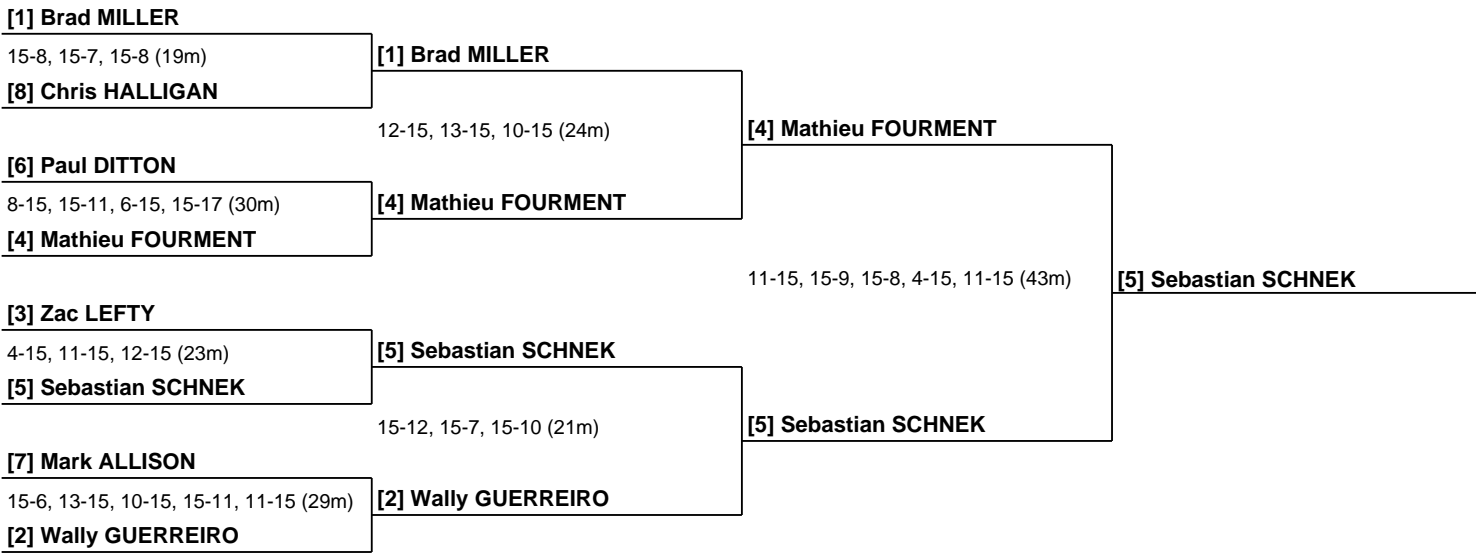 [1] Brad MILLER
15-8, 15-7, 15-8 (19m)
[8] Chris HALLIGAN
[1] Brad MILLER
12-15, 13-15, 10-15 (24m)
[6] Paul DITTON
8-15, 15-11, 6-15, 15-17 (30m)
[4] Mathieu FOURMENT
[4] Mathieu FOURMENT
[4] Mathieu FOURMENT
11-15, 15-9, 15-8, 4-15, 11-15 (43m)
[5] Sebastian SCHNEK
[3] Zac LEFTY
4-15, 11-15, 12-15 (23m)
[5] Sebastian SCHNEK
[5] Sebastian SCHNEK
15-12, 15-7, 15-10 (21m)
[5] Sebastian SCHNEK
[7] Mark ALLISON
15-6, 13-15, 10-15, 15-11, 11-15 (29m)
[2] Wally GUERREIRO
[2] Wally GUERREIRO